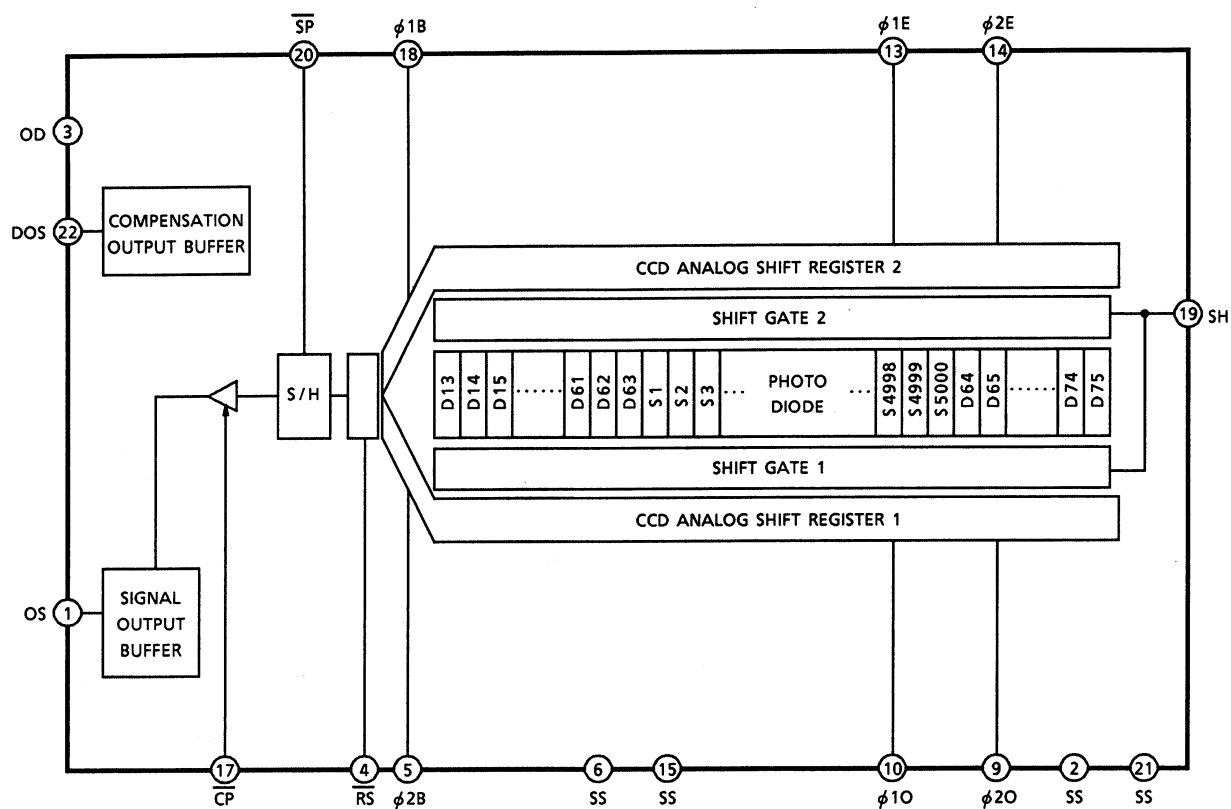 SP φ1B φ1E φ2E
20 18 13 14
OD 3
DOS 22
COMPENSATION
OUTPUT BUFFER
CCD ANALOG SHIFT REGISTER 2
SHIFT GATE 2
19 SH
S/H
D13 D14 D15 ······ D61 D62 D63 S1 S2 S3 ··· PHOTO DIODE ··· S4998 S4999 S5000 D64 D65 ······ D74 D75
SHIFT GATE 1
CCD ANALOG SHIFT REGISTER 1
OS 1
SIGNAL
OUTPUT
BUFFER
17 4 5 6 15 10 9 2 21
CP RS φ2B SS SS φ1O φ2O SS SS